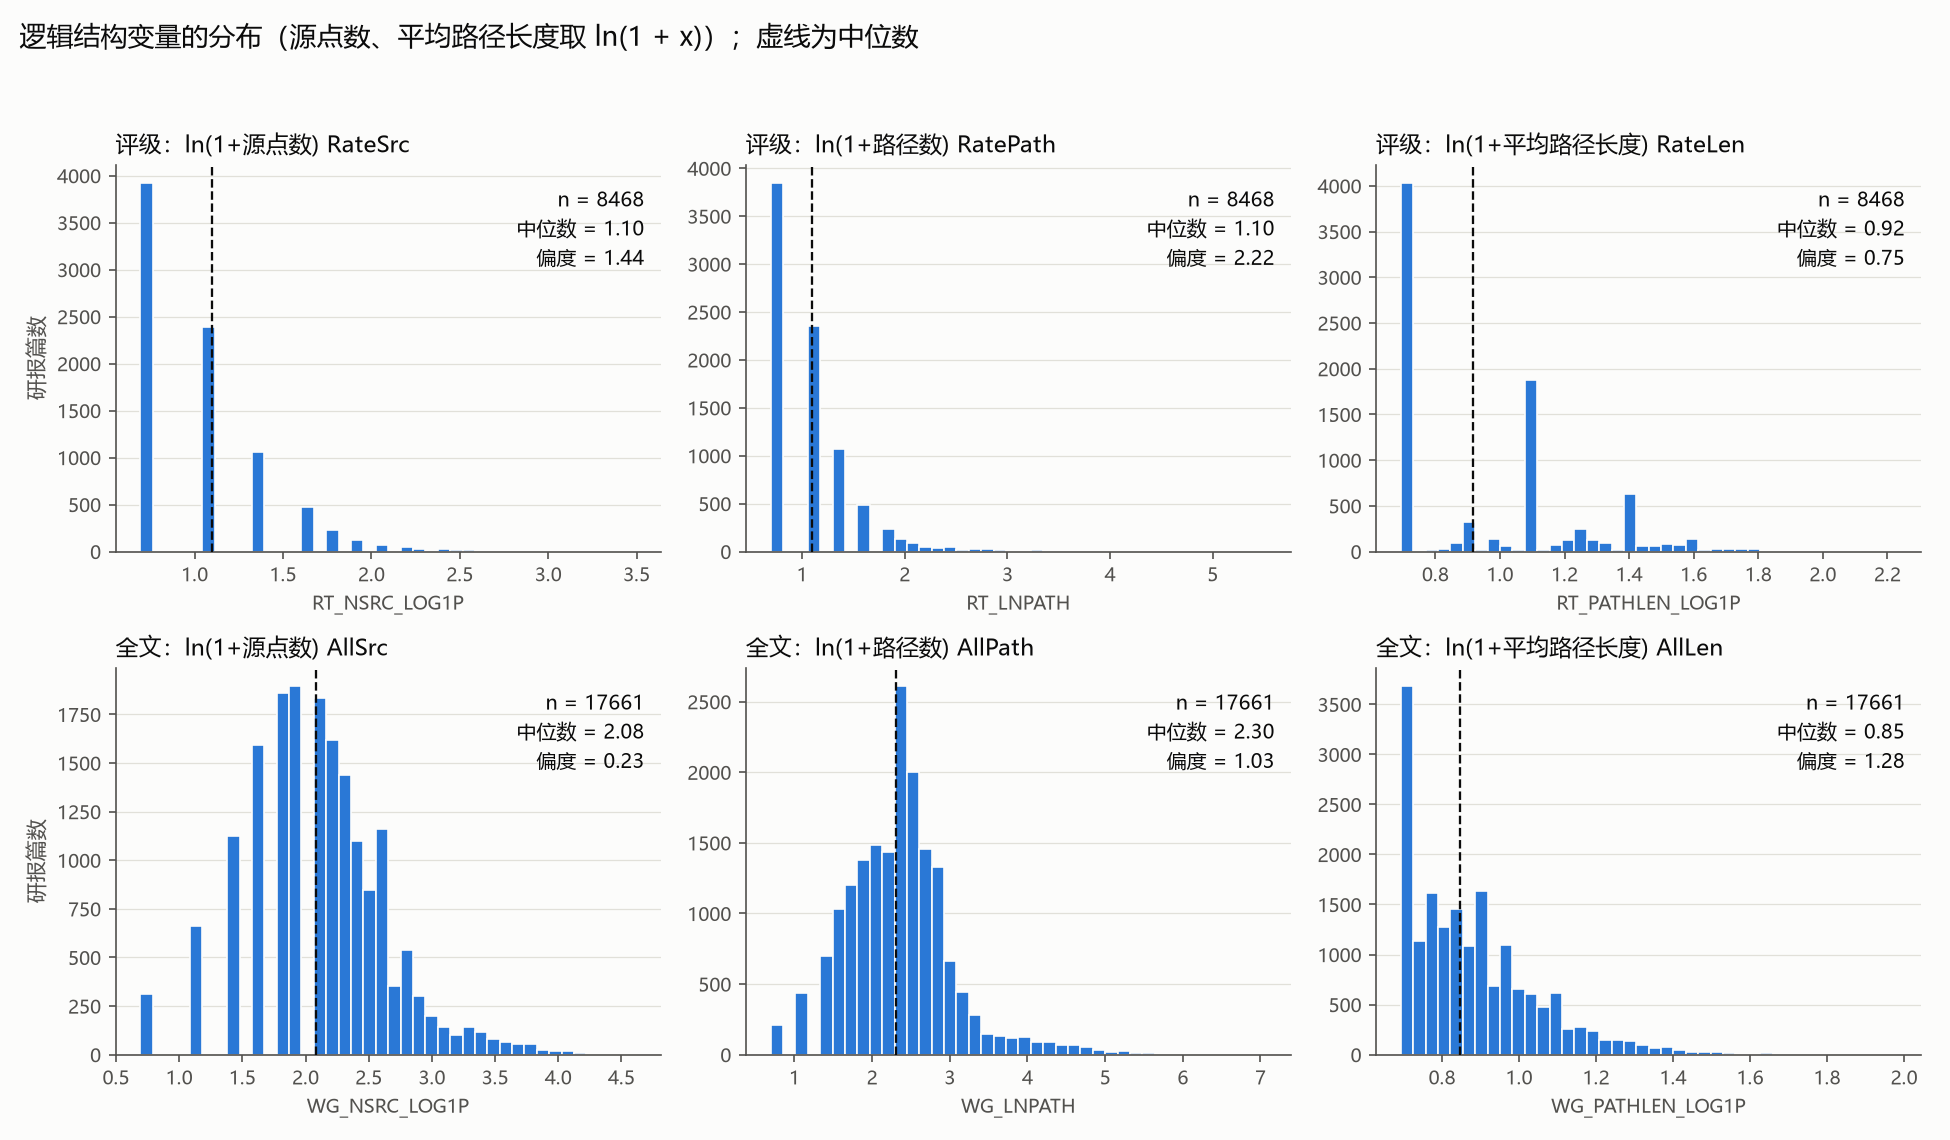 逻辑结构变量的分布（源点数、平均路径长度取 ln(1 + x)）；虚线为中位数
评级：ln(1+源点数) RateSrc
n = 8468
中位数 = 1.10
偏度 = 1.44
研报篇数
4000
3500
3000
2500
2000
1500
1000
500
0
1.0 1.5 2.0 2.5 3.0 3.5
RT_NSRC_LOG1P
评级：ln(1+路径数) RatePath
n = 8468
中位数 = 1.10
偏度 = 2.22
4000
3500
3000
2500
2000
1500
1000
500
0
1 2 3 4 5
RT_LNPATH
评级：ln(1+平均路径长度) RateLen
n = 8468
中位数 = 0.92
偏度 = 0.75
4000
3500
3000
2500
2000
1500
1000
500
0
0.8 1.0 1.2 1.4 1.6 1.8 2.0 2.2
RT_PATHLEN_LOG1P
全文：ln(1+源点数) AllSrc
n = 17661
中位数 = 2.08
偏度 = 0.23
研报篇数
1750
1500
1250
1000
750
500
250
0
0.5 1.0 1.5 2.0 2.5 3.0 3.5 4.0 4.5
WG_NSRC_LOG1P
全文：ln(1+路径数) AllPath
n = 17661
中位数 = 2.30
偏度 = 1.03
2500
2000
1500
1000
500
0
1 2 3 4 5 6 7
WG_LNPATH
全文：ln(1+平均路径长度) AllLen
n = 17661
中位数 = 0.85
偏度 = 1.28
3500
3000
2500
2000
1500
1000
500
0
0.8 1.0 1.2 1.4 1.6 1.8 2.0
WG_PATHLEN_LOG1P